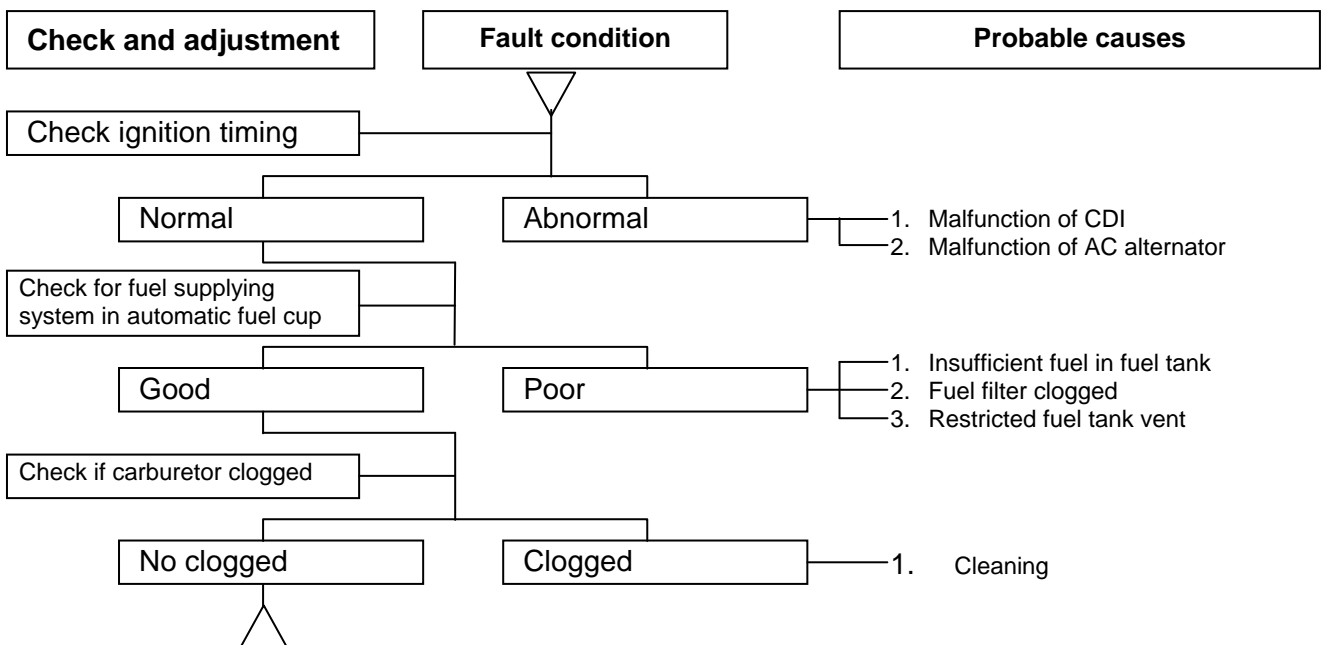 Check and adjustment
Fault condition
Probable causes
Check ignition timing
Normal
Abnormal
1. Malfunction of CDI
2. Malfunction of AC alternator
Check for fuel supplying
system in automatic fuel cup
Good
Poor
1. Insufficient fuel in fuel tank
2. Fuel filter clogged
3. Restricted fuel tank vent
Check if carburetor clogged
No clogged
Clogged
1. Cleaning